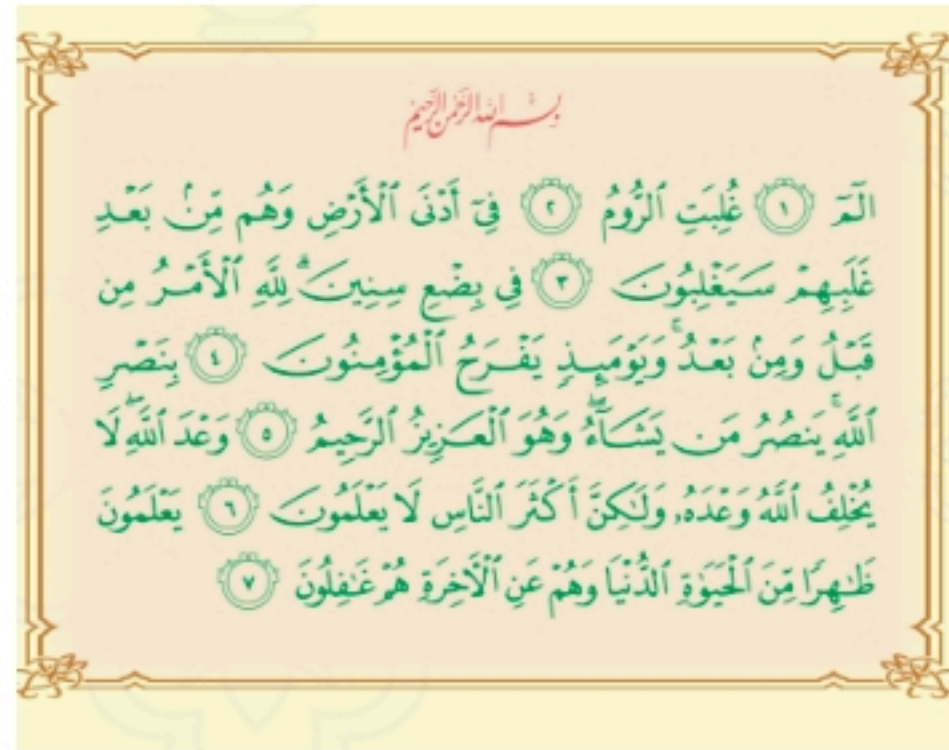 بِسْمِ اللهِ الرَّحْمَنِ الرَّحِيمِ
الٓمٓ ١ غُلِبَتِ ٱلرُّومُ ٢ فِيٓ أَدْنَى ٱلْأَرْضِ وَهُم مِّنۢ بَعْدِ
غَلَبِهِمْ سَيَغْلِبُونَ ٣ فِي بِضْعِ سِنِينَۗ لِلَّهِ ٱلْأَمْرُ مِن
قَبْلُ وَمِنۢ بَعْدُۚ وَيَوْمَئِذٍ يَفْرَحُ ٱلْمُؤْمِنُونَ ٤ بِنَصْرِ
ٱللَّهِۚ يَنصُرُ مَن يَشَآءُۖ وَهُوَ ٱلْعَزِيزُ ٱلرَّحِيمُ ٥ وَعْدَ ٱللَّهِۖ لَا
يُخْلِفُ ٱللَّهُ وَعْدَهُۥ وَلَٰكِنَّ أَكْثَرَ ٱلنَّاسِ لَا يَعْلَمُونَ ٦ يَعْلَمُونَ
ظَٰهِرًا مِّنَ ٱلْحَيَوٰةِ ٱلدُّنْيَا وَهُمْ عَنِ ٱلْأَخِرَةِ هُمْ غَٰفِلُونَ ٧